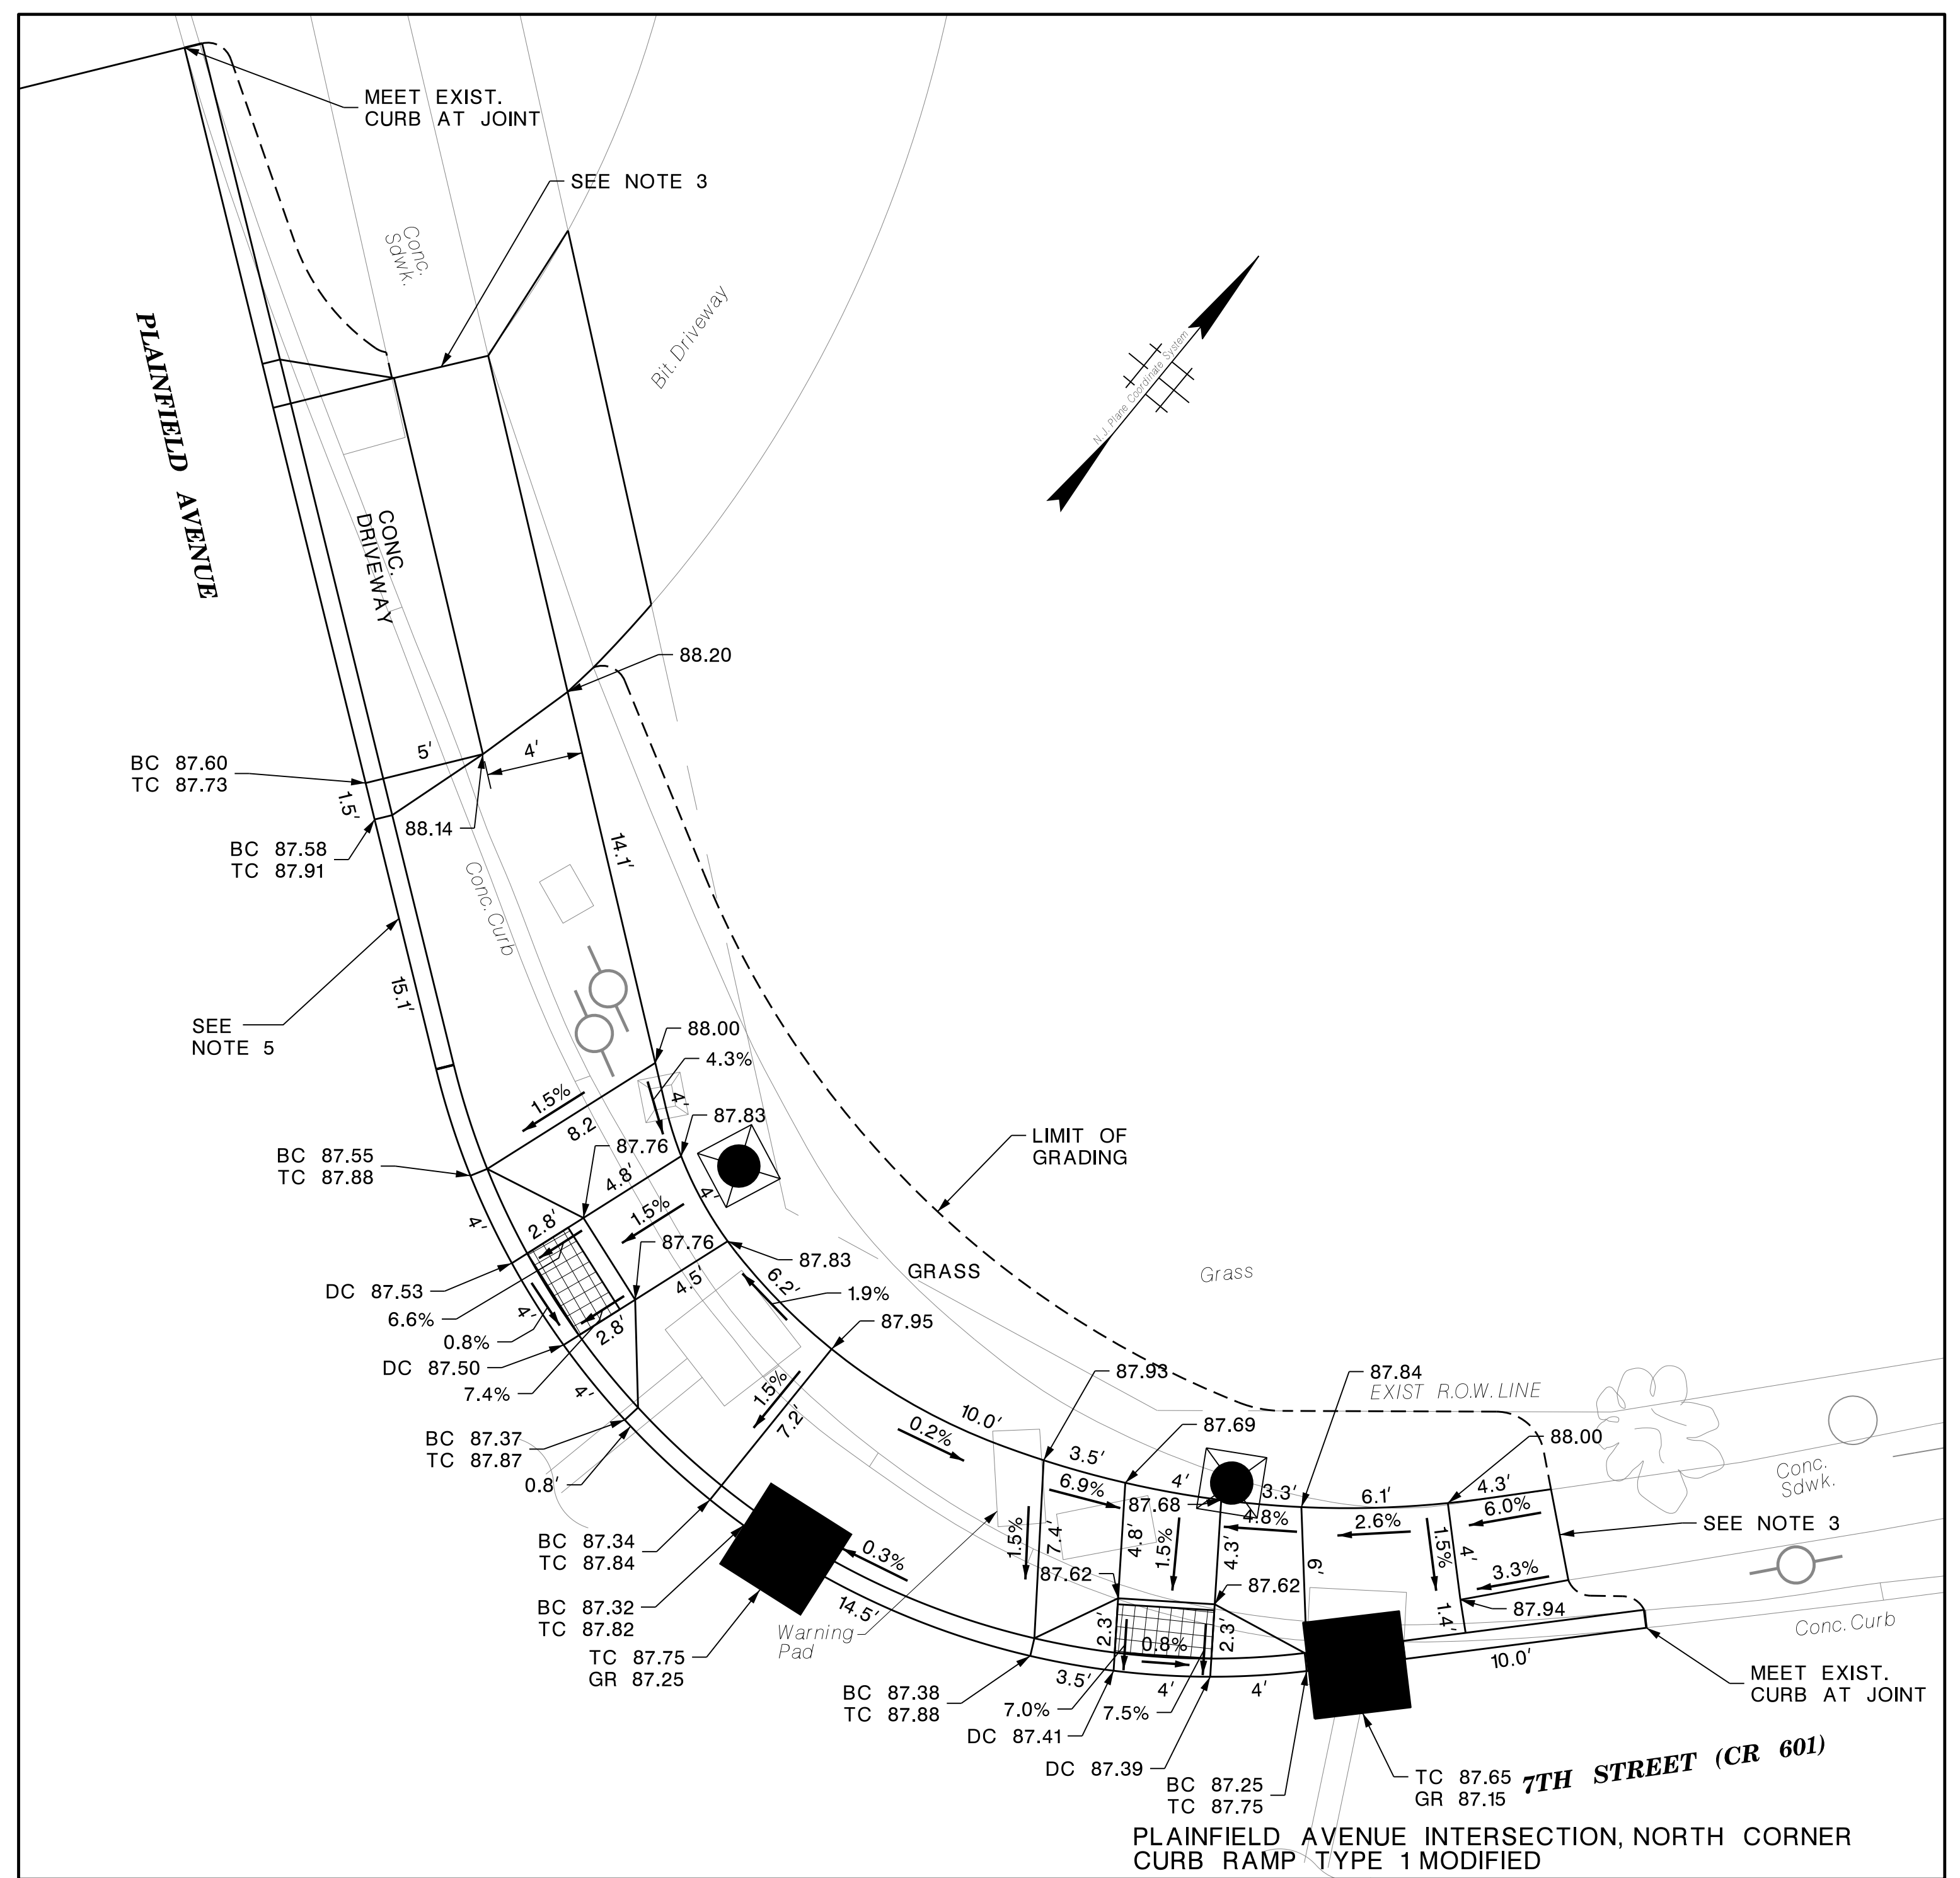 MEET EXIST.
CURB AT JOINT
SEE NOTE 3
Conc.
Sdwk.
Bit. Driveway
PLAINFIELD AVENUE
N.J. Plane Coordinate System
CONC.
DRIVEWAY
88.20
BC 87.60
TC 87.73
5'
4'
1.5'
88.14
BC 87.58
TC 87.91
14.1'
Conc. Curb
15.1'
SEE
NOTE 5
88.00
4.3%
4'
1.5%
8.2
87.83
87.76
BC 87.55
TC 87.88
4.8'
LIMIT OF
GRADING
4'
4'
2.8'
1.5%
87.76
87.83
GRASS
Grass
DC 87.53
6.6%
0.8%
4'
4.5'
6.2'
1.9%
2.8'
DC 87.50
7.4%
4'
87.95
1.5%
7.2'
87.93
87.84
EXIST R.O.W. LINE
BC 87.37
TC 87.87
0.8'
10.0'
0.2%
87.69
88.00
3.5'
6.9%
4'
87.68
3.3'
4.8%
6.1'
2.6%
4.3'
6.0%
Conc.
Sdwk.
SEE NOTE 3
BC 87.34
TC 87.84
0.3%
1.5%
7.4'
4.8'
1.5%
4.3'
6'
1.5%
4'
3.3%
87.62
87.62
87.94
BC 87.32
TC 87.82
14.5'
Warning
Pad
2.3'
0.8%
2.3'
1.4'
Conc. Curb
TC 87.75
GR 87.25
10.0'
MEET EXIST.
CURB AT JOINT
BC 87.38
TC 87.88
3.5'
4'
4'
7.0%
7.5%
DC 87.41
DC 87.39
BC 87.25
TC 87.75
TC 87.65
GR 87.15
7TH STREET (CR 601)
PLAINFIELD AVENUE INTERSECTION, NORTH CORNER
CURB RAMP TYPE 1 MODIFIED